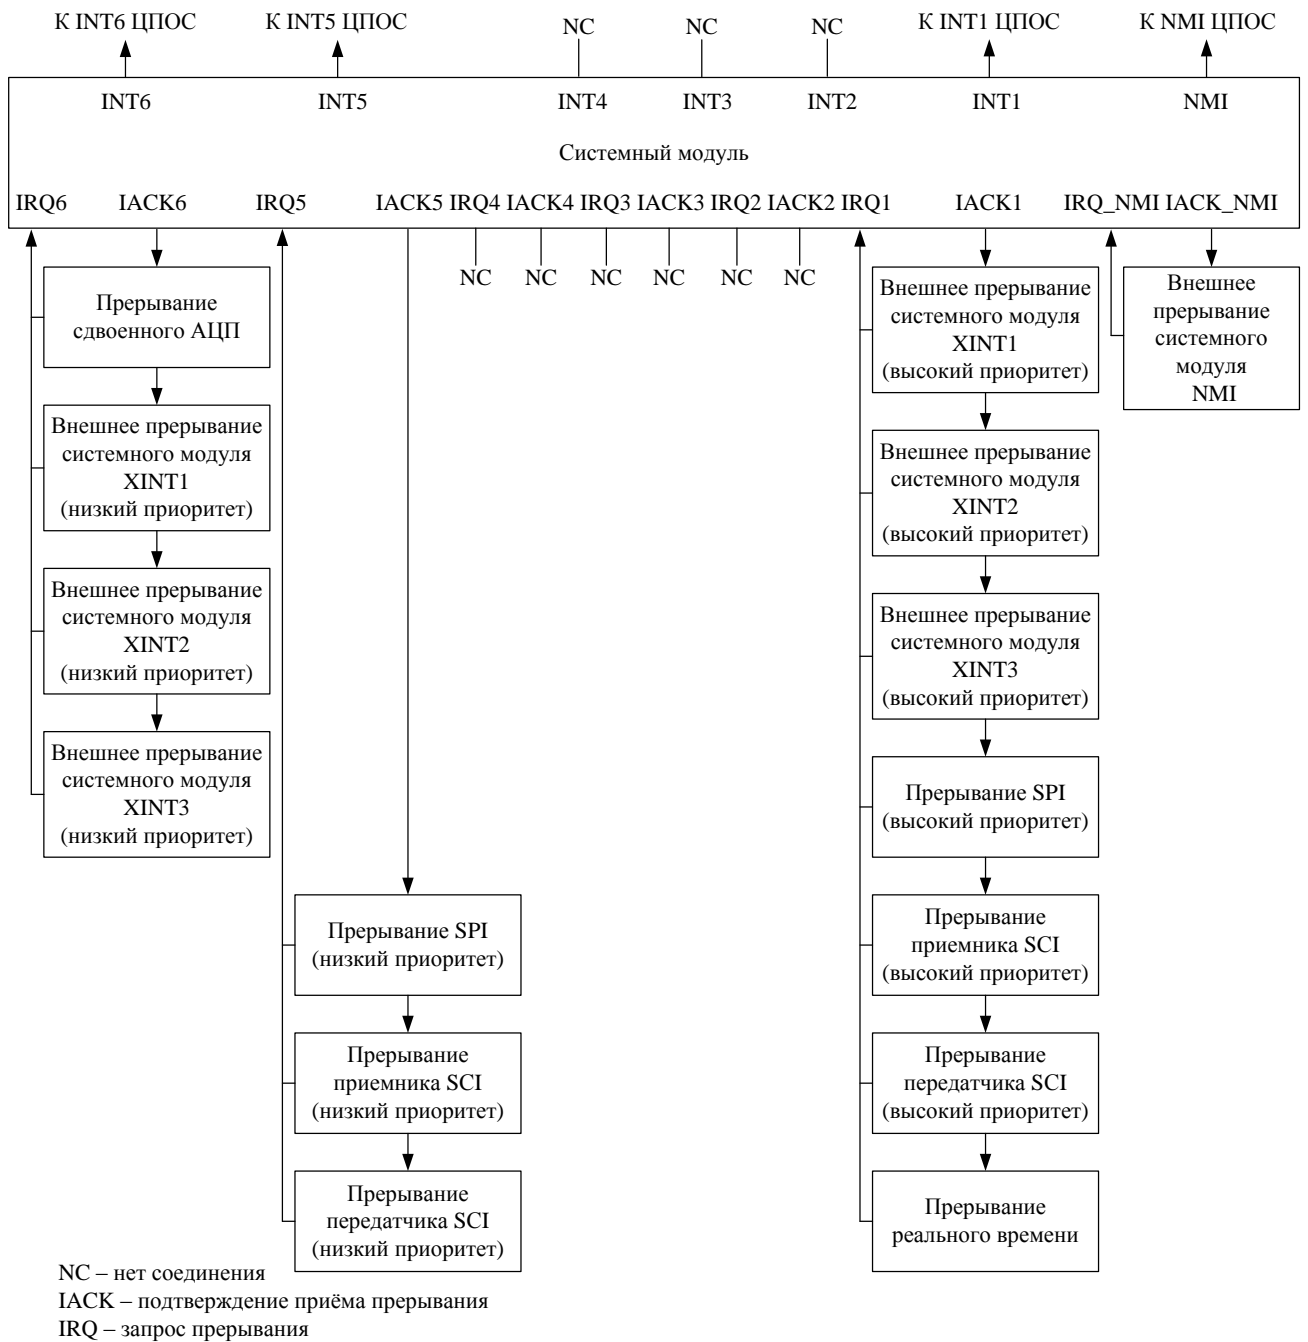 К INT6 ЦПОС К INT5 ЦПОС NC NC NC К INT1 ЦПОС К NMI ЦПОС
INT6 INT5 INT4 INT3 INT2 INT1 NMI
Системный модуль
IRQ6 IACK6 IRQ5 IACK5 IRQ4 IACK4 IRQ3 IACK3 IRQ2 IACK2 IRQ1 IACK1 IRQ_NMI IACK_NMI
NC NC NC NC NC NC
Прерывание
сдвоенного АЦП
Внешнее прерывание
системного модуля
XINT1
(низкий приоритет)
Внешнее прерывание
системного модуля
XINT2
(низкий приоритет)
Внешнее прерывание
системного модуля
XINT3
(низкий приоритет)
Прерывание SPI
(низкий приоритет)
Прерывание
приемника SCI
(низкий приоритет)
Прерывание
передатчика SCI
(низкий приоритет)
Внешнее прерывание
системного модуля
XINT1
(высокий приоритет)
Внешнее прерывание
системного модуля
XINT2
(высокий приоритет)
Внешнее прерывание
системного модуля
XINT3
(высокий приоритет)
Прерывание SPI
(высокий приоритет)
Прерывание
приемника SCI
(высокий приоритет)
Прерывание
передатчика SCI
(высокий приоритет)
Прерывание
реального времени
Внешнее
прерывание
системного
модуля
NMI
NC – нет соединения
IACK – подтверждение приёма прерывания
IRQ – запрос прерывания